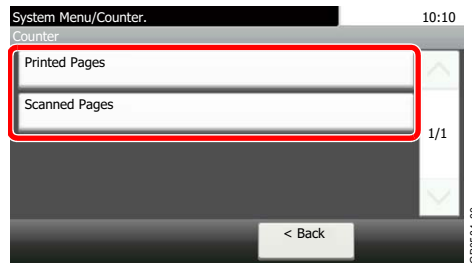 System Menu/Counter.
10:10
Counter
Printed Pages
Scanned Pages
1/1
< Back